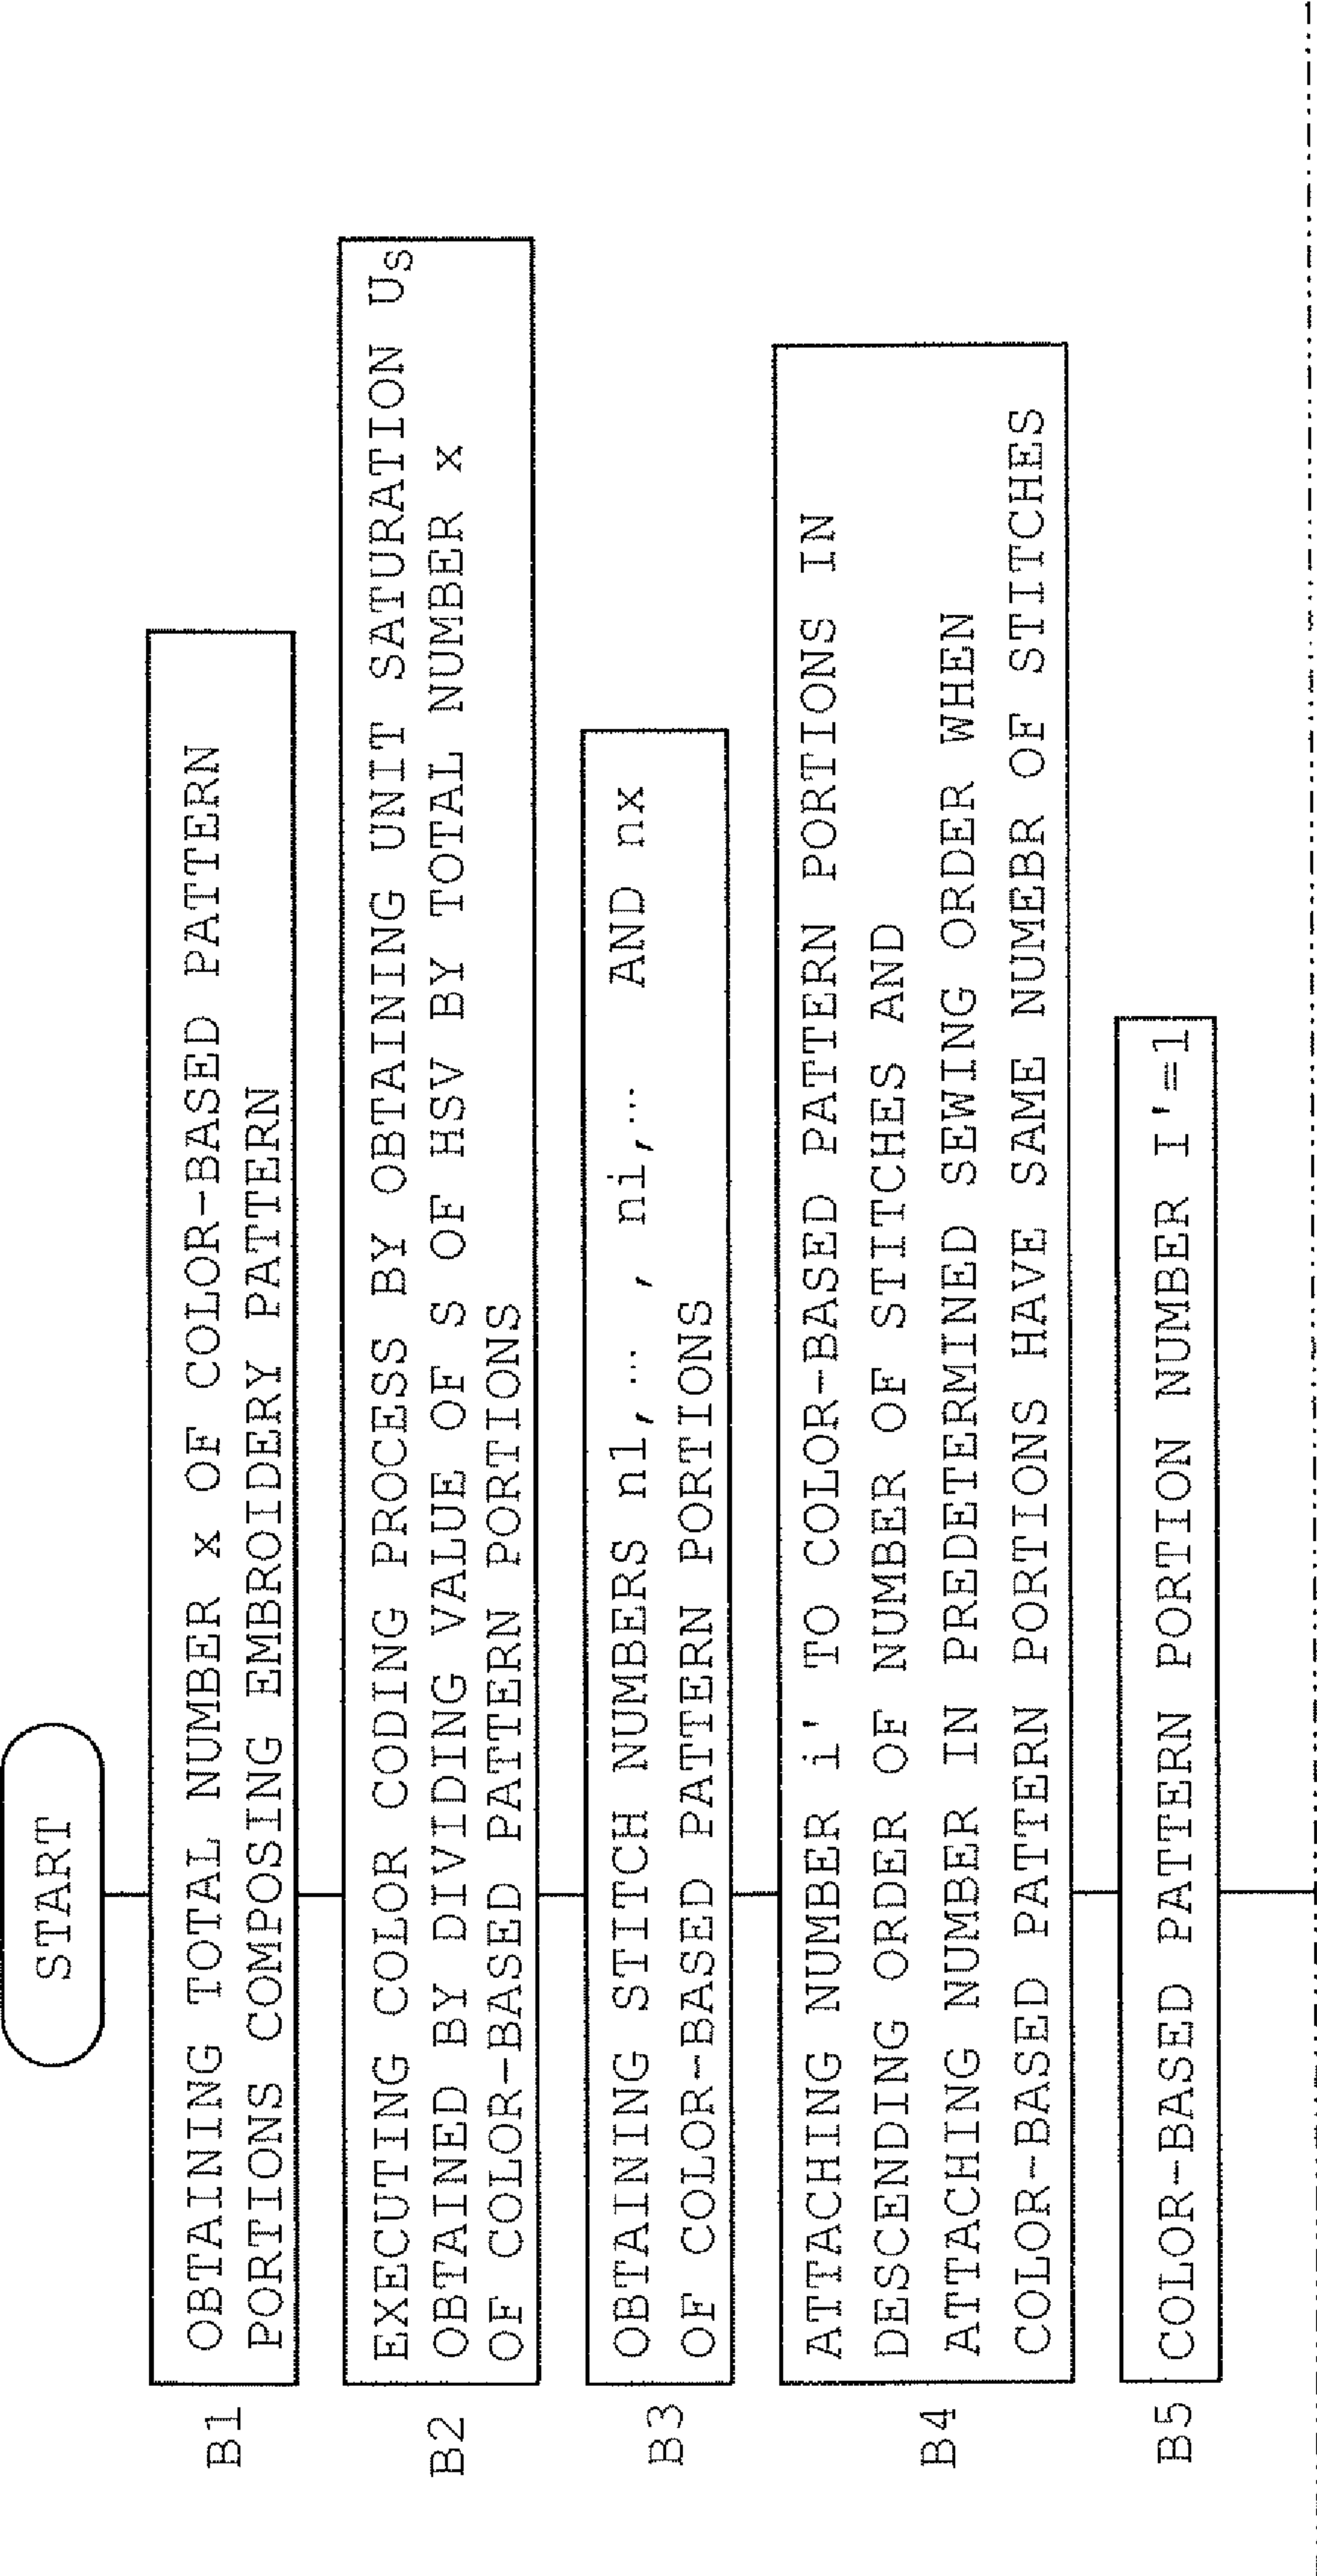 START
B1
OBTAINING TOTAL NUMBER x OF COLOR-BASED PATTERN
PORTIONS COMPOSING EMBROIDERY PATTERN
B2
EXECUTING COLOR CODING PROCESS BY OBTAINING UNIT SATURATION Us
OBTAINED BY DIVIDING VALUE OF S OF HSV BY TOTAL NUMBER x
OF COLOR-BASED PATTERN PORTIONS
B3
OBTAINING STITCH NUMBERS n1,… , ni,… AND nx
OF COLOR-BASED PATTERN PORTIONS
B4
ATTACHING NUMBER i' TO COLOR-BASED PATTERN PORTIONS IN
DESCENDING ORDER OF NUMBER OF STITCHES AND
ATTACHING NUMBER IN PREDETERMINED SEWING ORDER WHEN
COLOR-BASED PATTERN PORTIONS HAVE SAME NUMEBR OF STITCHES
B5
COLOR-BASED PATTERN PORTION NUMBER I'=1